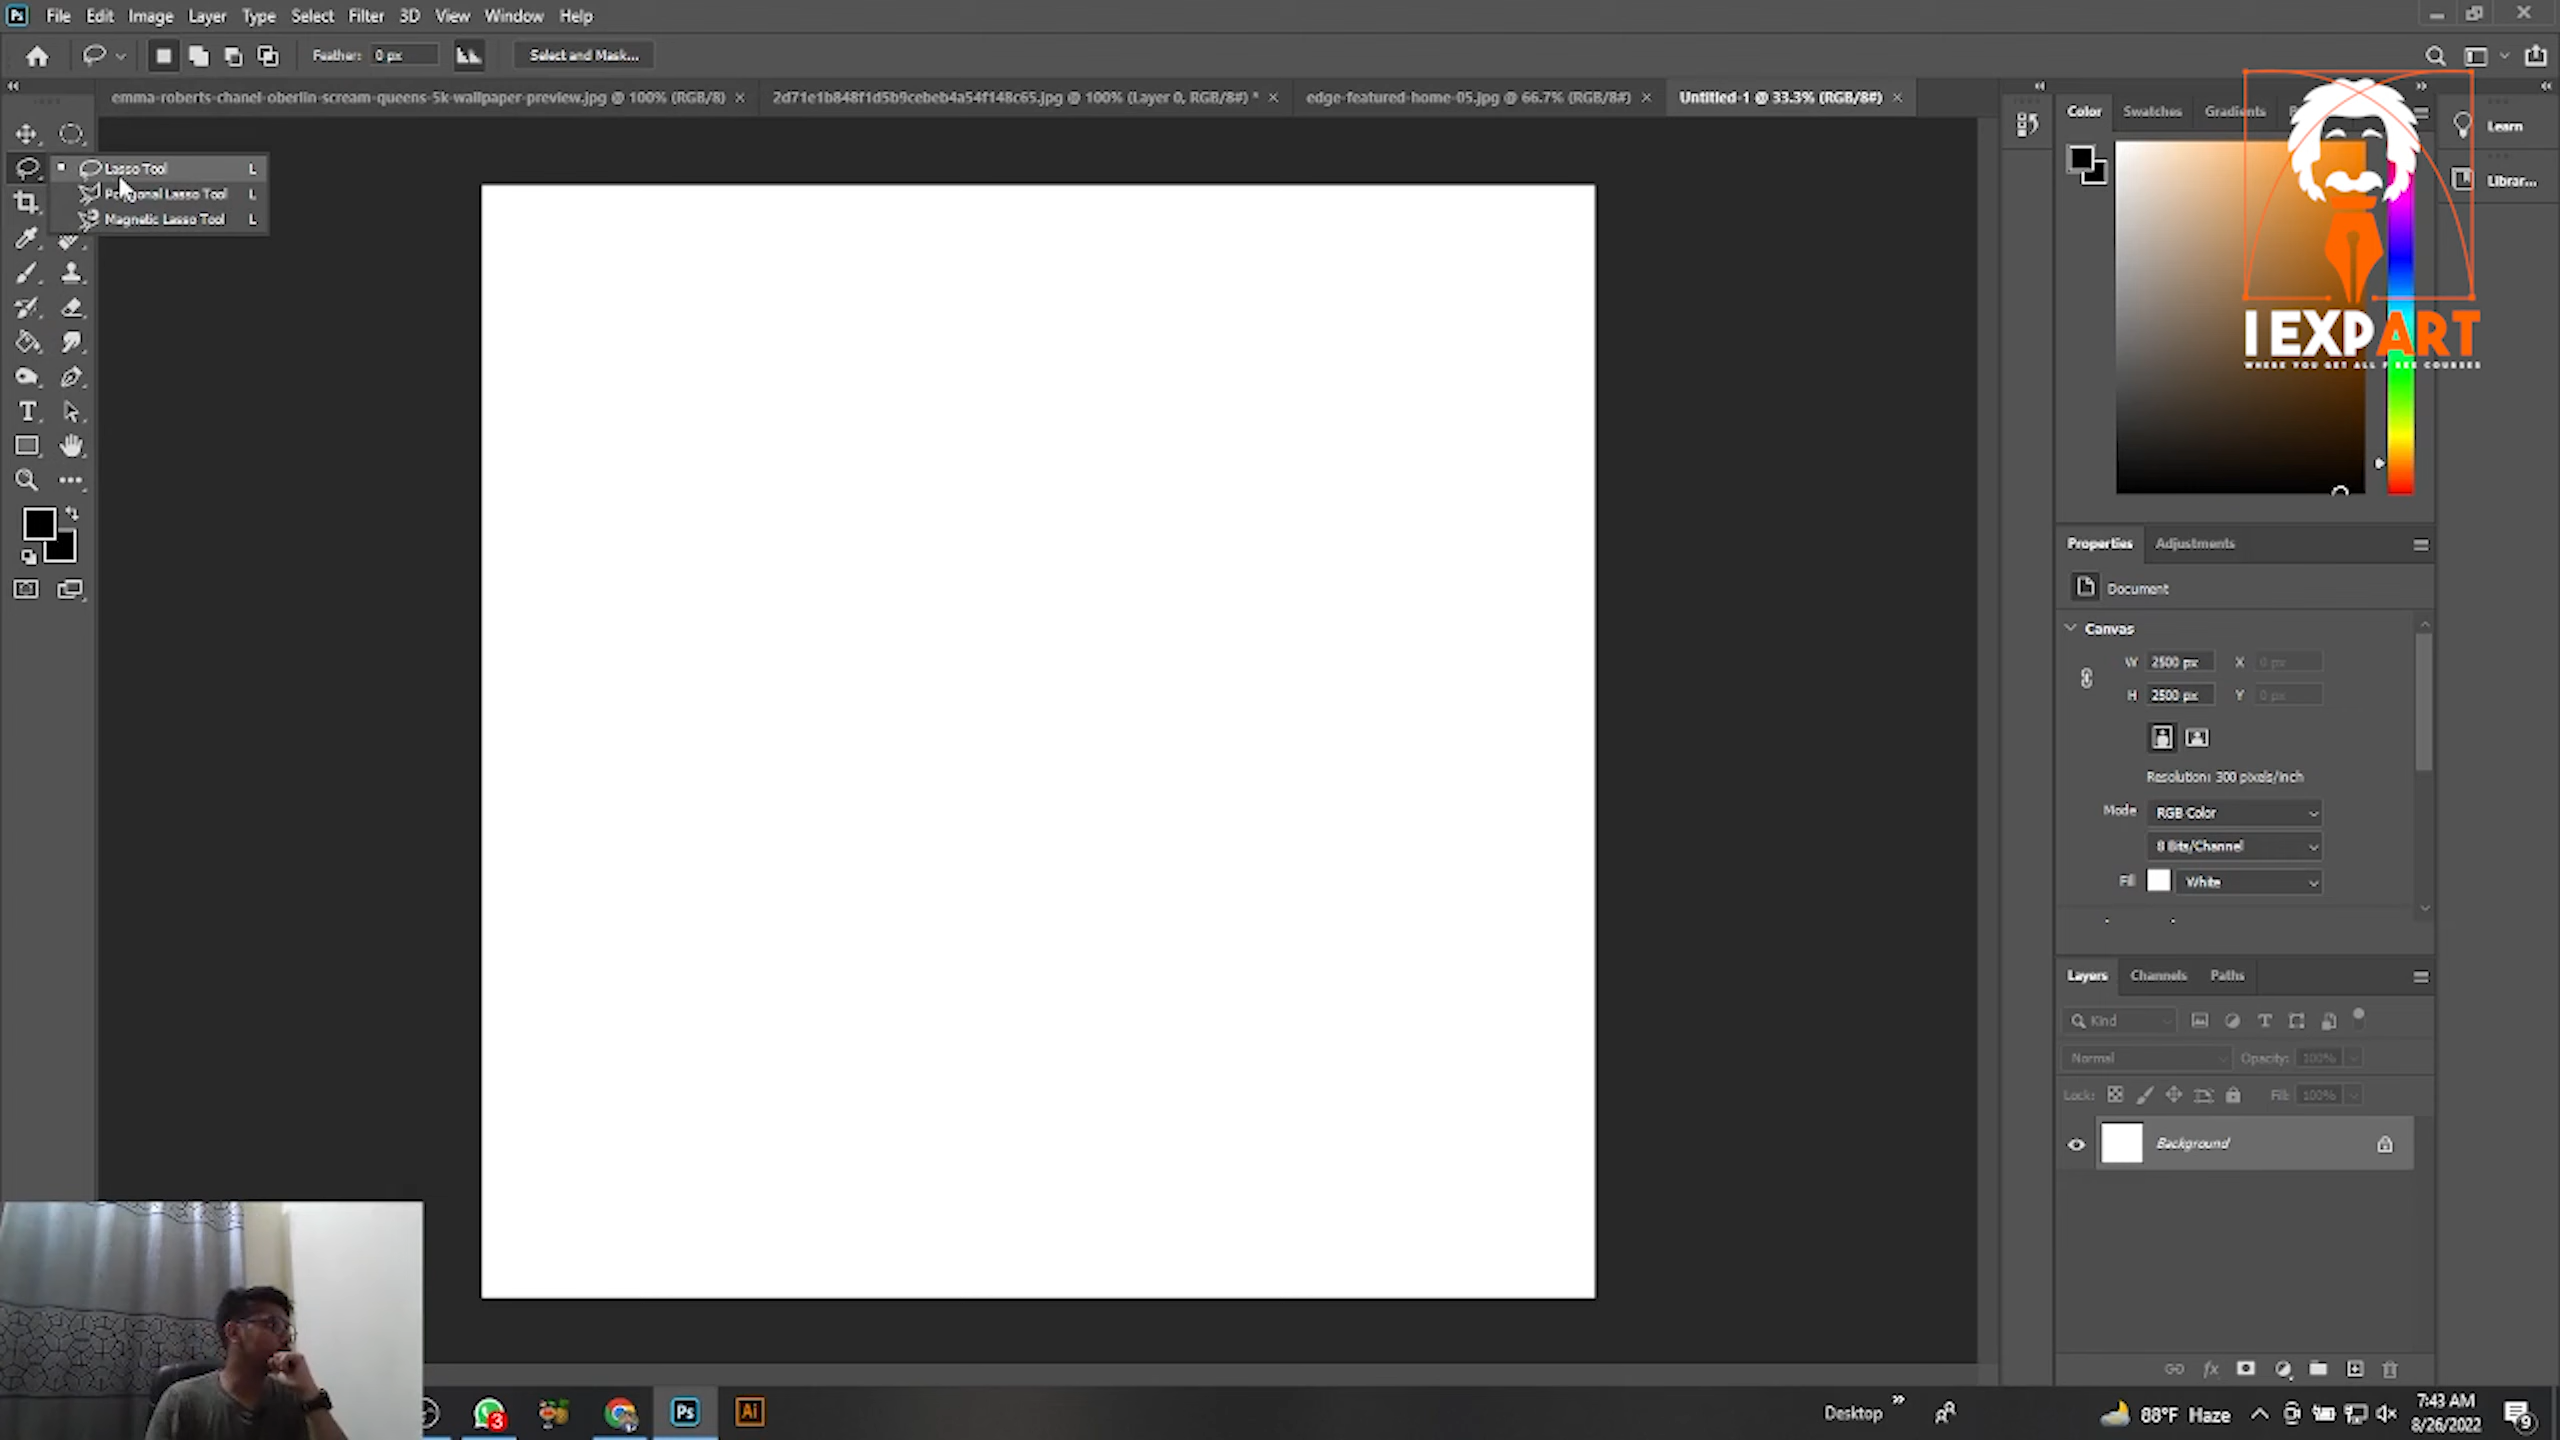 Ps File Edit Image Layer Type Select Filter 3D View Window Help
Feather: 0 px Select and Mask...
emma-roberts-chanel-oberlin-scream-queens-5k-wallpaper-preview.jpg @ 100% (RGB/8) × 2d71e1b848f1d5b9cebeb4a54f148c65.jpg @ 100% (Layer 0, RGB/8#) * × edge-featured-home-05.jpg @ 66.7% (RGB/8#) × Untitled-1 @ 33.3% (RGB/8#) ×
Color Swatches Gradients
Learn
Librar...
Lasso Tool L
Polygonal Lasso Tool L
Magnetic Lasso Tool L
I EXPART
WHERE YOU GET ALL FREE COURSES
Properties Adjustments
Document
Canvas
W 2500 px X 0 px
H 2500 px Y 0 px
Resolution: 300 pixels/inch
Mode RGB Color
8 Bits/Channel
Fill White
Layers Channels Paths
Kind
Normal Opacity: 100%
Lock: Fill: 100%
Background
fx
3 Ps Ai
Desktop
88°F Haze
7:43 AM
8/26/2022
9